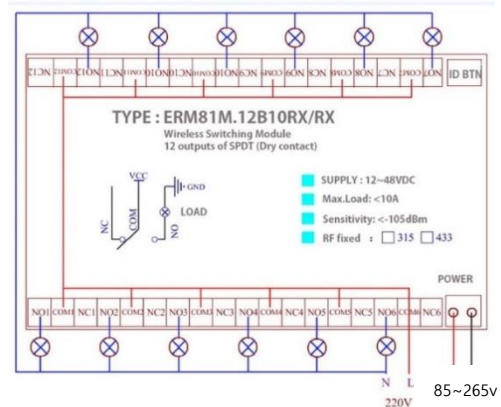 NC12 COM12 NO12 NC11 COM11 NO11 NC10 COM10 NO10 NC9 COM9 NO9 NC8 COM8 NO8 NC7 COM7 NO7 ID BTN
TYPE : ERM81M.12B10RX/RX
Wireless Switching Module
12 outputs of SPDT (Dry contact)
VCC
GND
NC
COM
LOAD
NO
SUPPLY : 12~48VDC
Max.Load: <10A
Sensitivity: <-105dBm
RF fixed : 315 433
POWER
NO1 COM1 NC1 NO2 COM2 NC2 NO3 COM3 NC3 NO4 COM4 NC4 NO5 COM5 NC5 NO6 COM6 NC6
N L
220V
85~265v